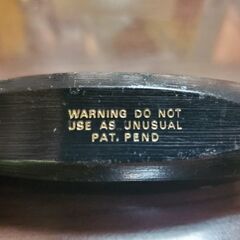 WARNING DO NOT
USE AS UNUSUAL
PAT. PEND